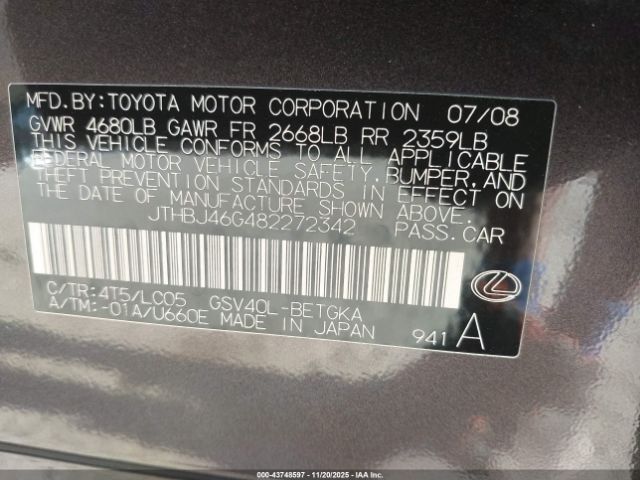 MFD.BY:TOYOTA MOTOR CORPORATION 07/08
GVWR 4680LB GAWR FR 2668LB RR 2359LB
THIS VEHICLE CONFORMS TO ALL APPLICABLE
FEDERAL MOTOR VEHICLE SAFETY,BUMPER,AND
THEFT PREVENTION STANDARDS IN EFFECT ON
THE DATE OF MANUFACTURE SHOWN ABOVE.
JTHBJ46G482272342 PASS.CAR
C/TR:4T5/LC05 GSV40L-BETGKA
A/TM:-01A/U660E MADE IN JAPAN 941 A
000-43748597 - 11/20/2025 - IAAI.COM